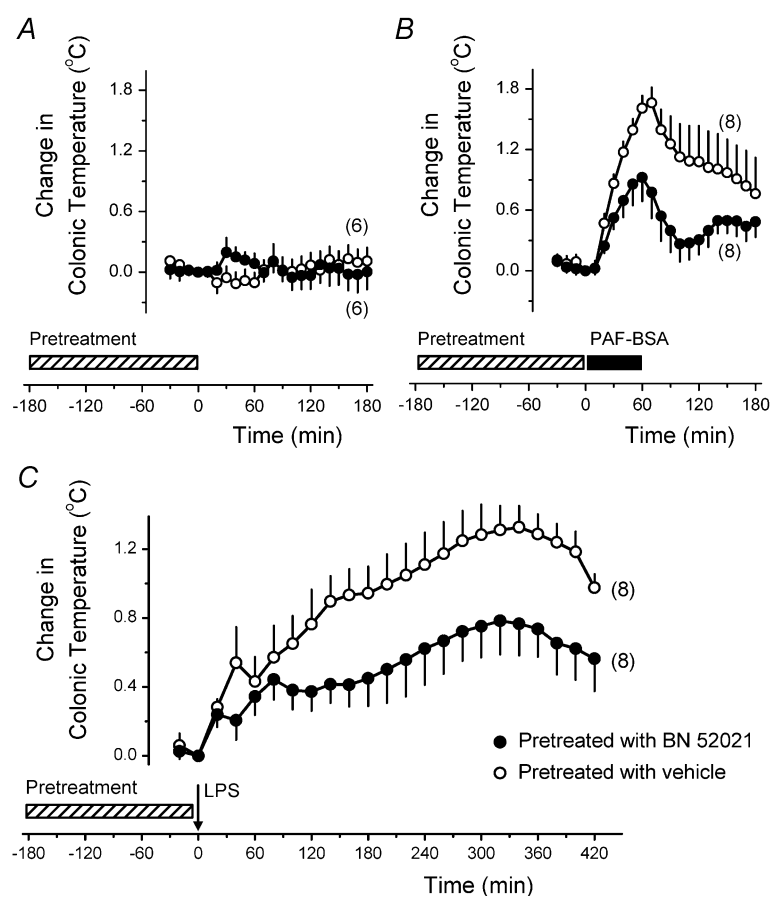 A
Change in
Colonic Temperature (°C)
1.8
1.2
0.6
0.0
(6)
(6)
Pretreatment
-180 -120 -60 0 60 120 180
Time (min)
B
Change in
Colonic Temperature (°C)
1.8
1.2
0.6
0.0
(8)
(8)
Pretreatment PAF-BSA
-180 -120 -60 0 60 120 180
Time (min)
C
Change in
Colonic Temperature (°C)
1.2
0.8
0.4
0.0
(8)
(8)
Pretreated with BN 52021
Pretreated with vehicle
Pretreatment LPS
-180 -120 -60 0 60 120 180 240 300 360 420
Time (min)